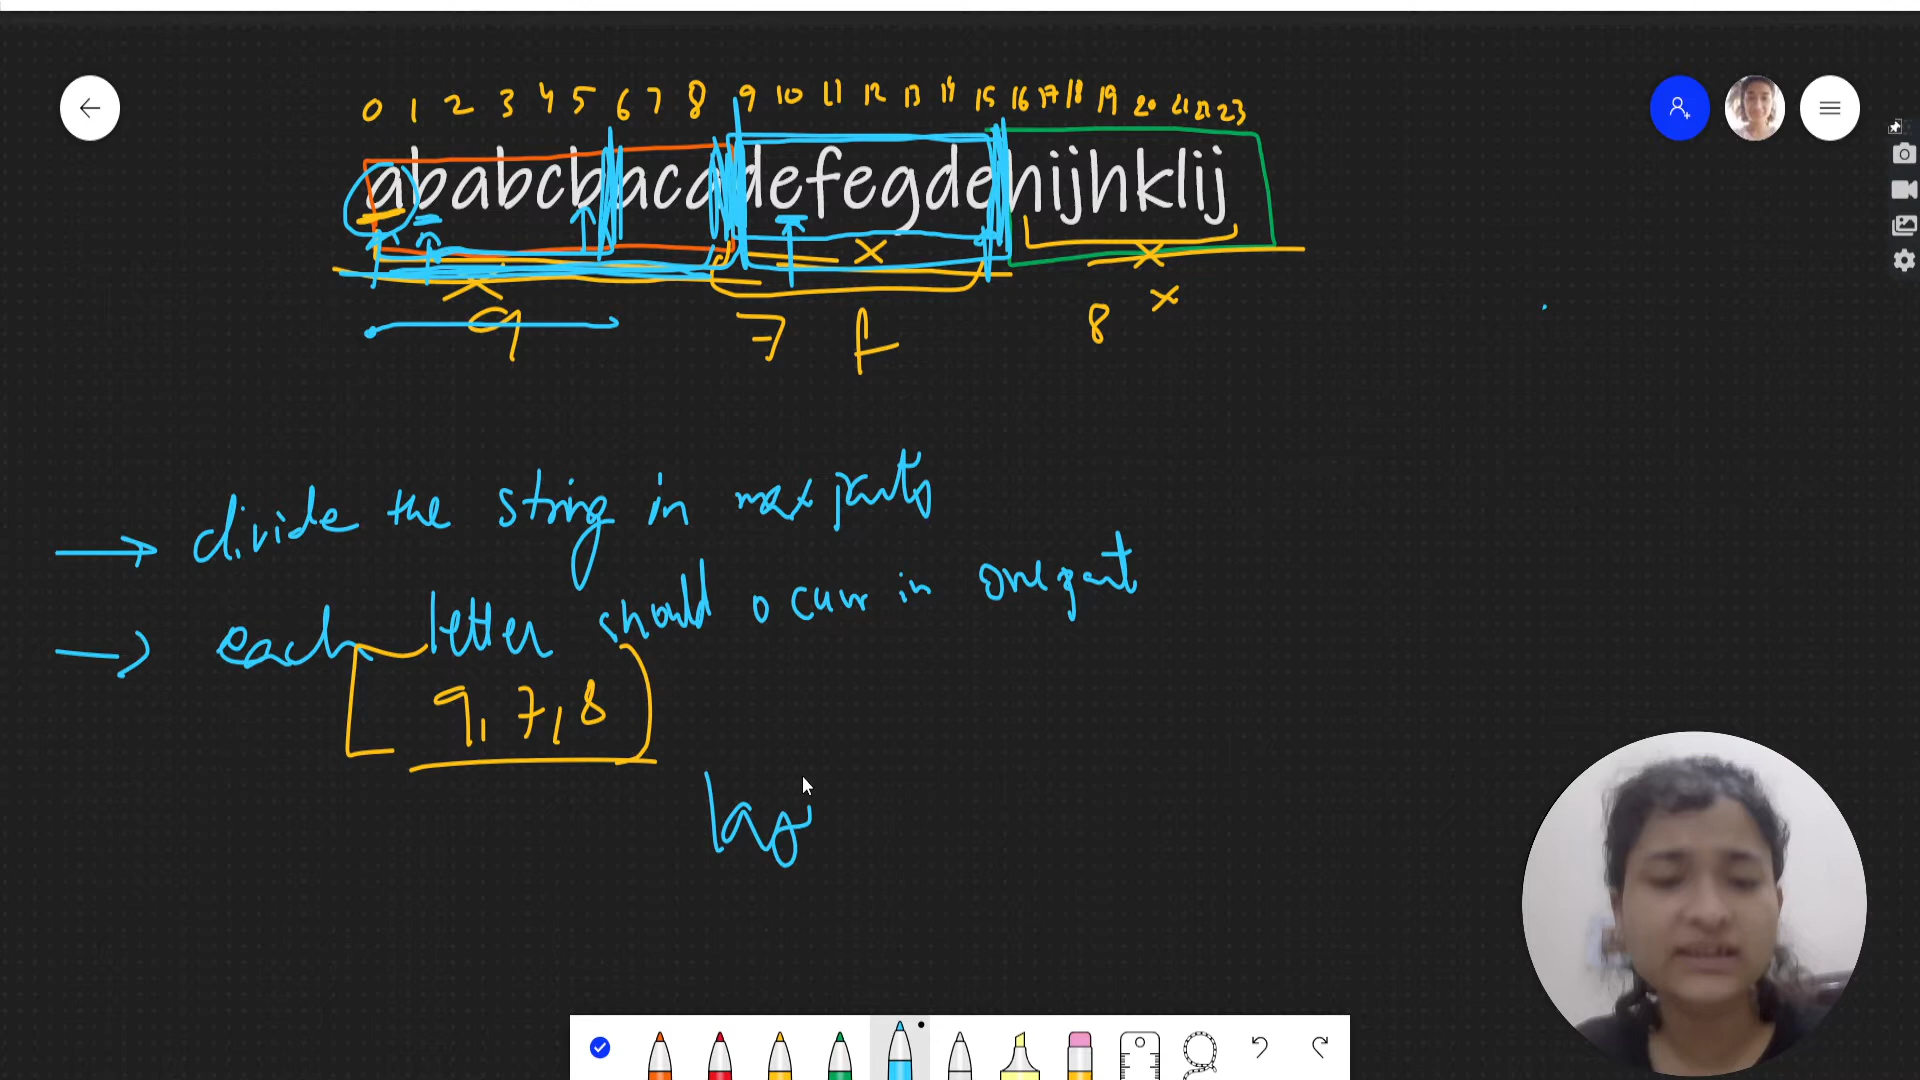 0 1 2 3 4 5 6 7 8 9 10 11 12 13 14 15 16 17 18 19 20 21 22 23
ababcbacadefegdehijhklij
9 7 8
→ divide the string in max parts
→ each letter should occur in one part
[ 9, 7, 8 )